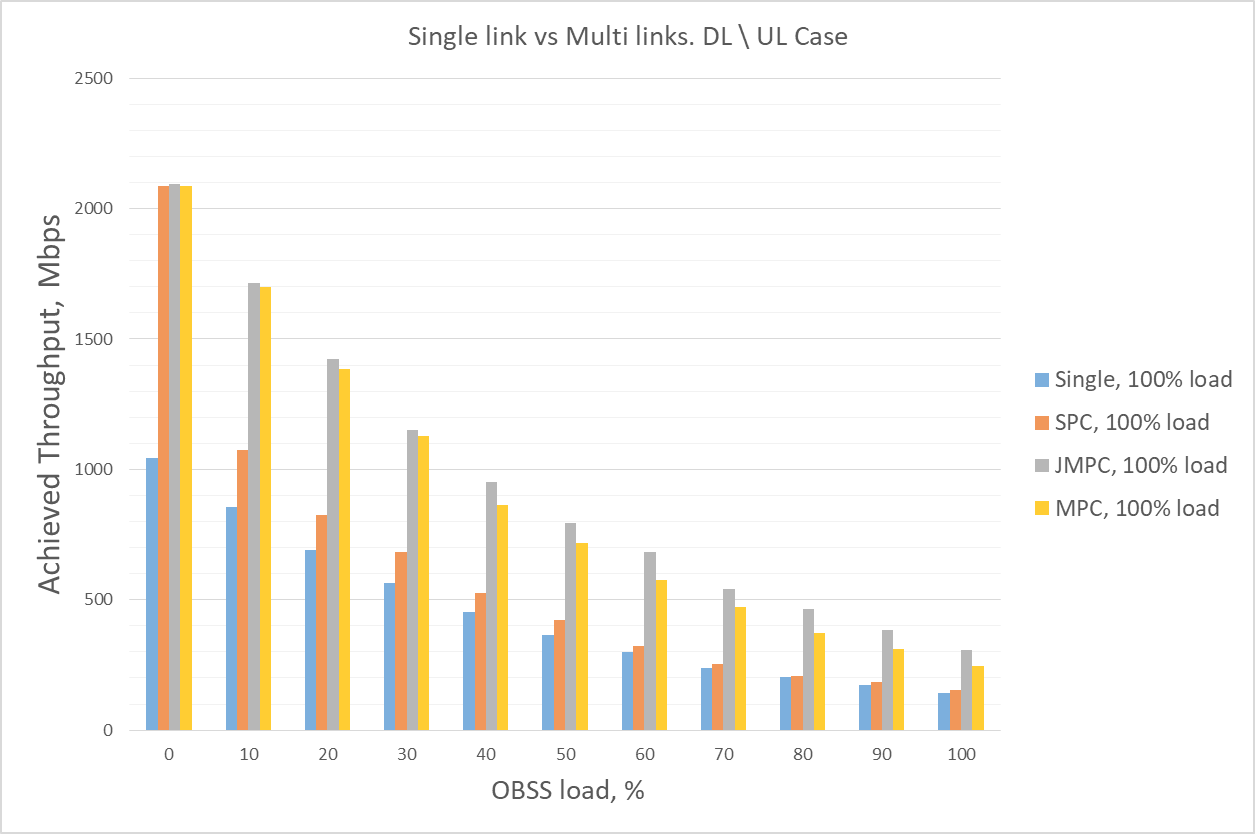 Single link vs Multi links. DL \ UL Case
2500
2000
1500
1000
500
0
Achieved Throughput, Mbps
0 10 20 30 40 50 60 70 80 90 100
OBSS load, %
Single, 100% load
SPC, 100% load
JMPC, 100% load
MPC, 100% load